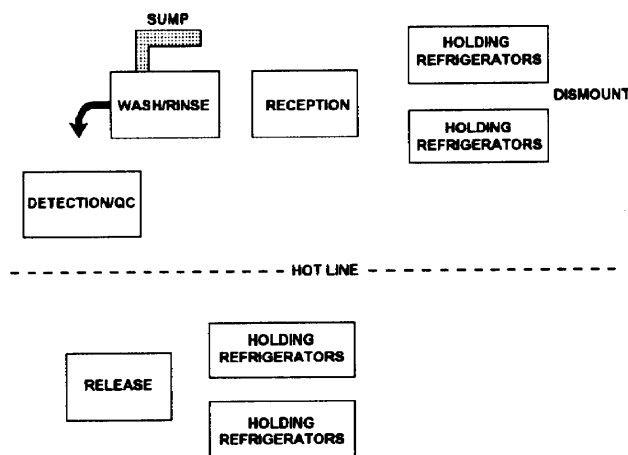 SUMP
HOLDING
REFRIGERATORS
WASH/RINSE
RECEPTION
DISMOUNT
HOLDING
REFRIGERATORS
DETECTION/QC
HOT LINE
HOLDING
REFRIGERATORS
RELEASE
HOLDING
REFRIGERATORS